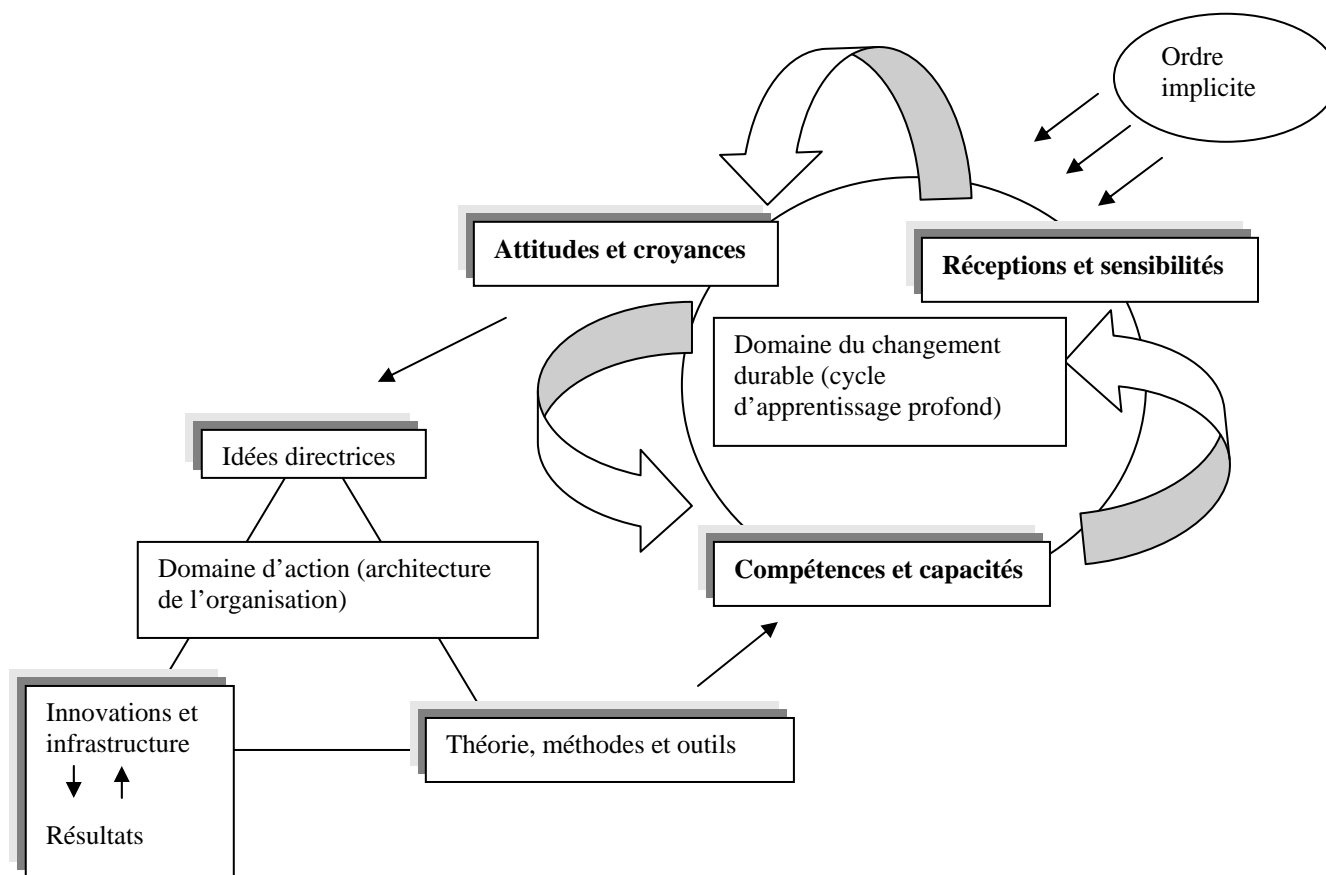 Ordre
implicite
Attitudes et croyances
Réceptions et sensibilités
Domaine du changement
durable (cycle
d’apprentissage profond)
Idées directrices
Domaine d’action (architecture
de l’organisation)
Compétences et capacités
Innovations et
infrastructure
Théorie, méthodes et outils
Résultats